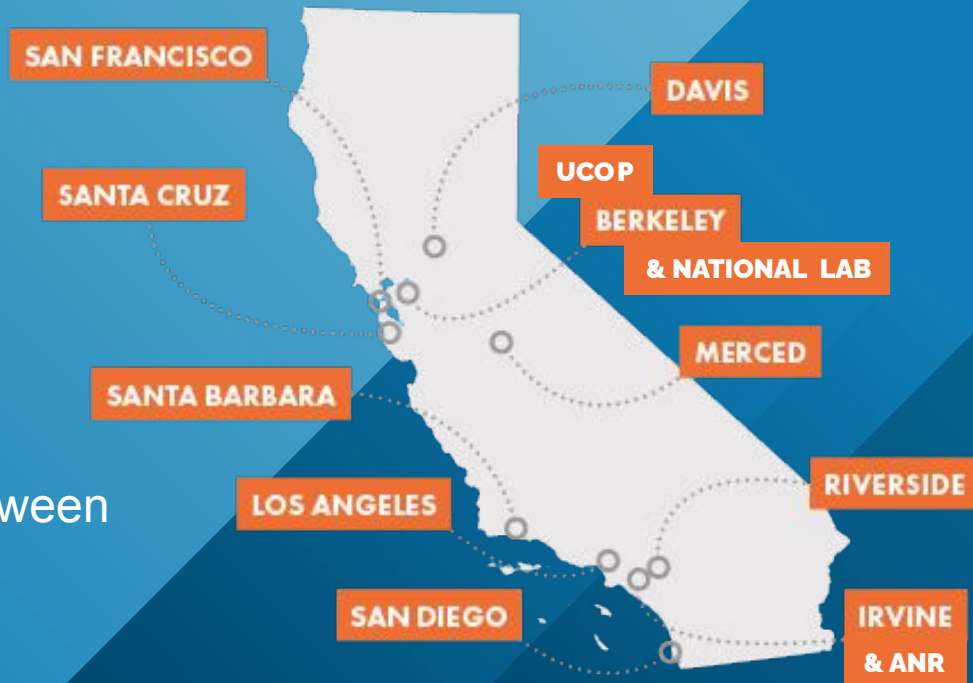 SAN FRANCISCO
DAVIS
UCOP
SANTA CRUZ
BERKELEY
& NATIONAL LAB
MERCED
SANTA BARBARA
RIVERSIDE
ween
LOS ANGELES
SAN DIEGO
IRVINE
& ANR